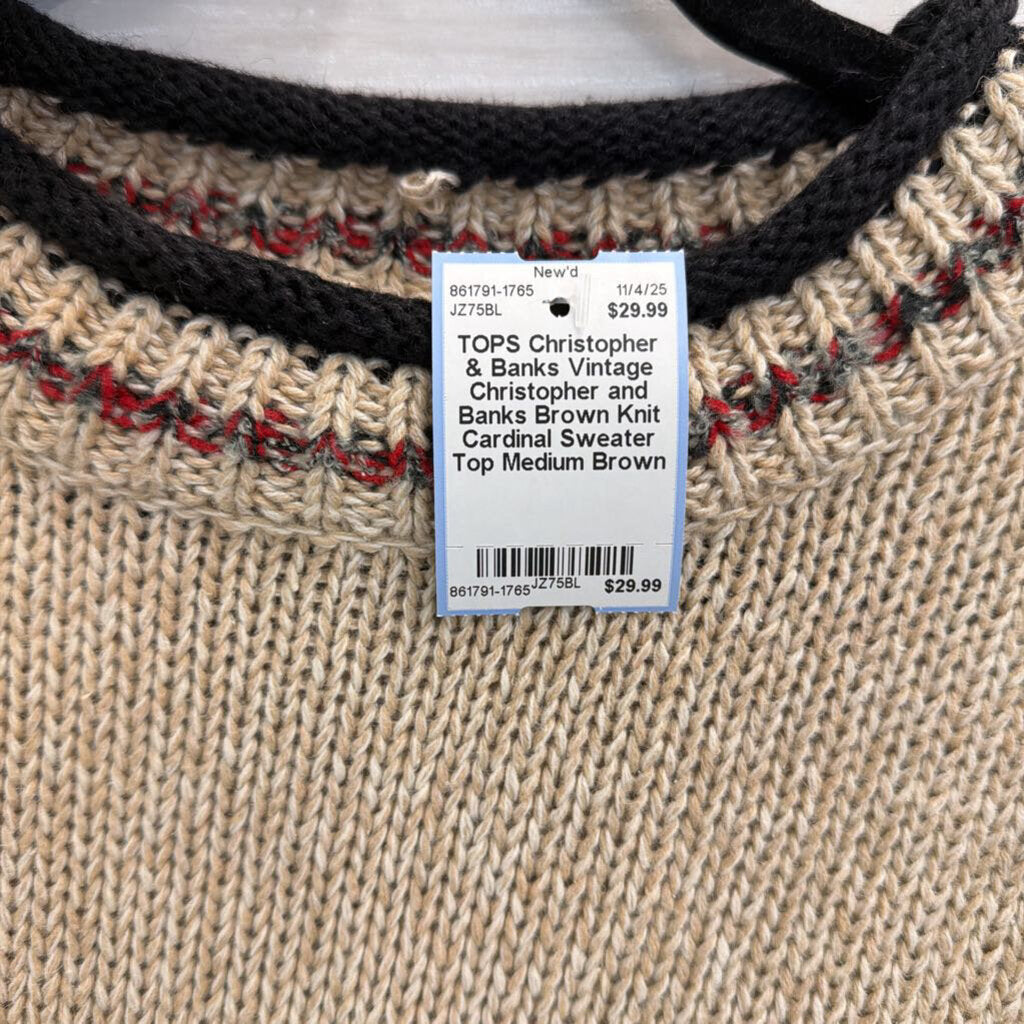 New'd
861791-1765 11/4/25
JZ75BL $29.99
TOPS Christopher
& Banks Vintage
Christopher and
Banks Brown Knit
Cardinal Sweater
Top Medium Brown
861791-1765 JZ75BL $29.99